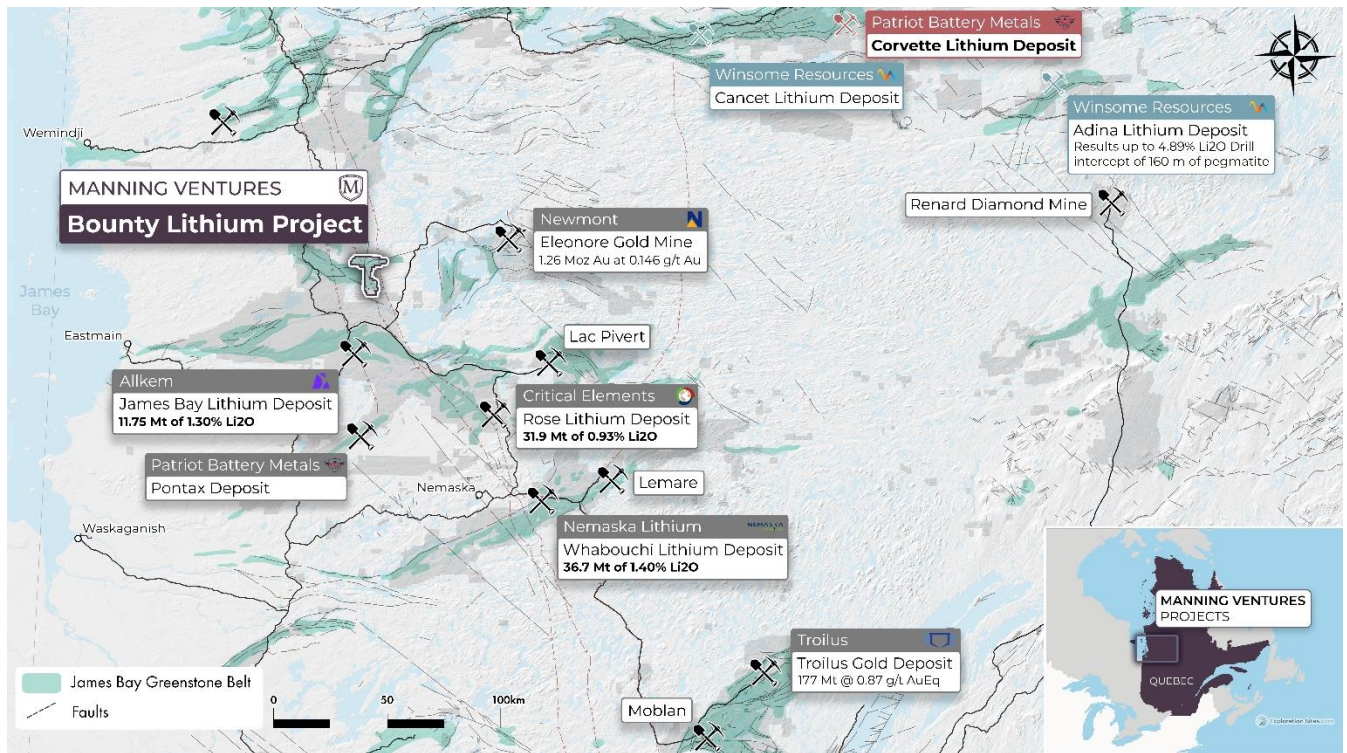 Patriot Battery Metals
Corvette Lithium Deposit
Winsome Resources
Cancet Lithium Deposit
Winsome Resources
Adina Lithium Deposit
Results up to 4.89% Li2O Drill
intercept of 160 m of pegmatite
Wemindji
MANNING VENTURES
M
Bounty Lithium Project
Renard Diamond Mine
Newmont
N
Eleonore Gold Mine
1.26 Moz Au at 0.146 g/t Au
James
Bay
Eastmain
Lac Pivert
Allkem
James Bay Lithium Deposit
11.75 Mt of 1.30% Li2O
Critical Elements
Rose Lithium Deposit
31.9 Mt of 0.93% Li2O
Patriot Battery Metals
Pontax Deposit
Nemaska
Lemare
Waskaganish
Nemaska Lithium
NEMASKA
Whabouchi Lithium Deposit
36.7 Mt of 1.40% Li2O
MANNING VENTURES
PROJECTS
QUEBEC
Troilus
Troilus Gold Deposit
177 Mt @ 0.87 g/t AuEq
Moblan
James Bay Greenstone Belt
Faults
0 50 100km
Exploration Sites.com